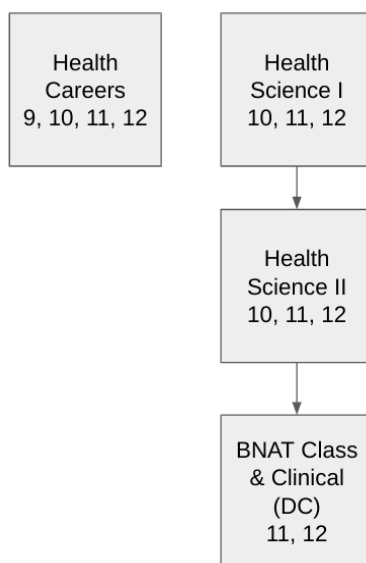 Health
Careers
9, 10, 11, 12
Health
Science I
10, 11, 12
Health
Science II
10, 11, 12
BNAT Class
& Clinical
(DC)
11, 12